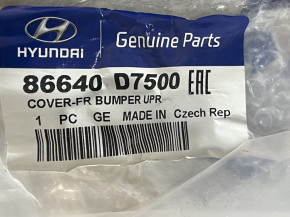 HYUNDAI
Genuine Parts
86640 D7500 EAC
COVER-FR BUMPER UPR
1 PC GE MADE IN Czech Rep